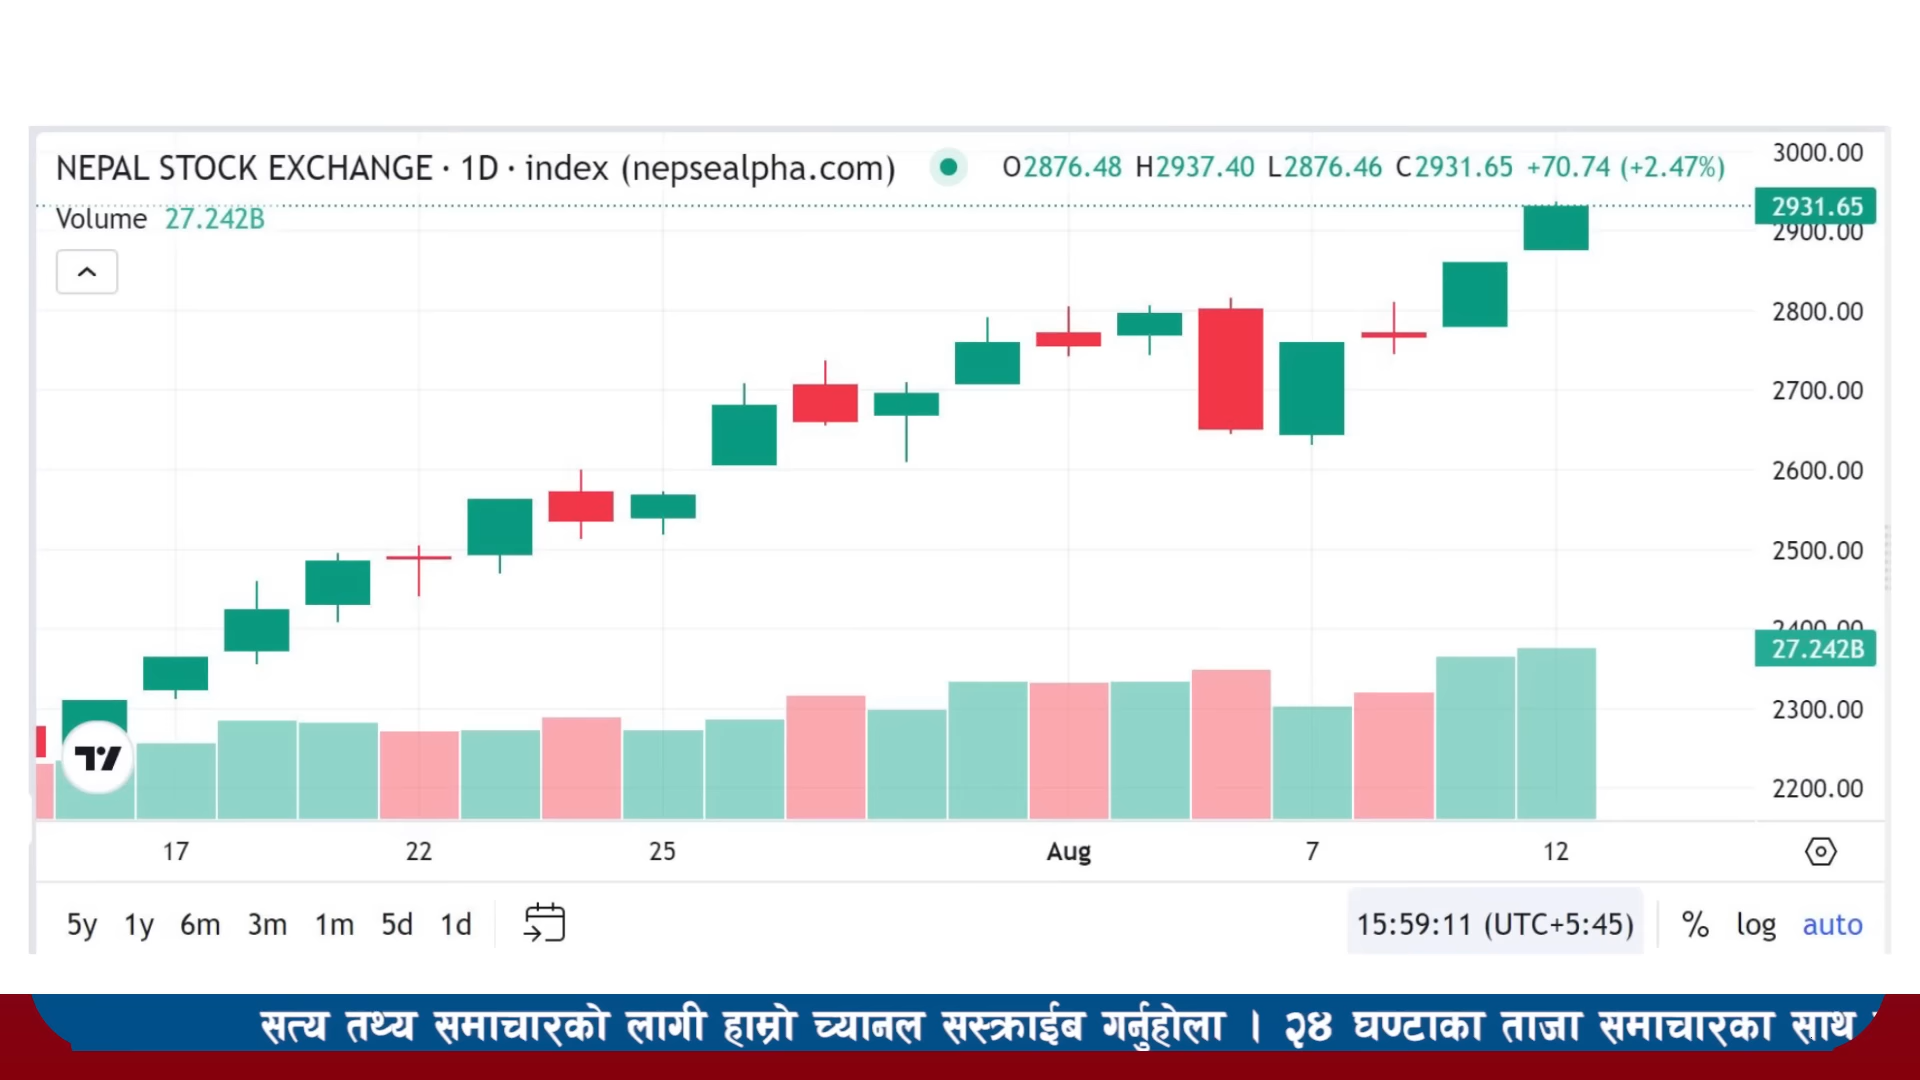 NEPAL STOCK EXCHANGE · 1D · index (nepsealpha.com) O2876.48 H2937.40 L2876.46 C2931.65 +70.74 (+2.47%)
Volume 27.242B
3000.00
2931.65
2900.00
2800.00
2700.00
2600.00
2500.00
2400.00
27.242B
2300.00
2200.00
17 22 25 Aug 7 12
5y 1y 6m 3m 1m 5d 1d 15:59:11 (UTC+5:45) % log auto
सत्य तथ्य समाचारको लागी हाम्रो च्यानल सस्क्राईब गर्नुहोला । २४ घण्टाका ताजा समाचारका साथ